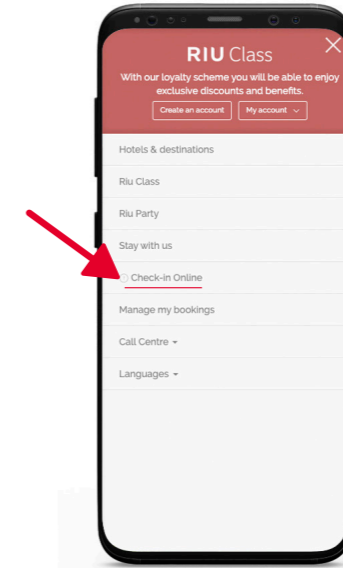 RIU Class
With our loyalty scheme you will be able to enjoy
exclusive discounts and benefits.
Create an account
My account
Hotels & destinations
Riu Class
Riu Party
Stay with us
Check-in Online
Manage my bookings
Call Centre
Languages